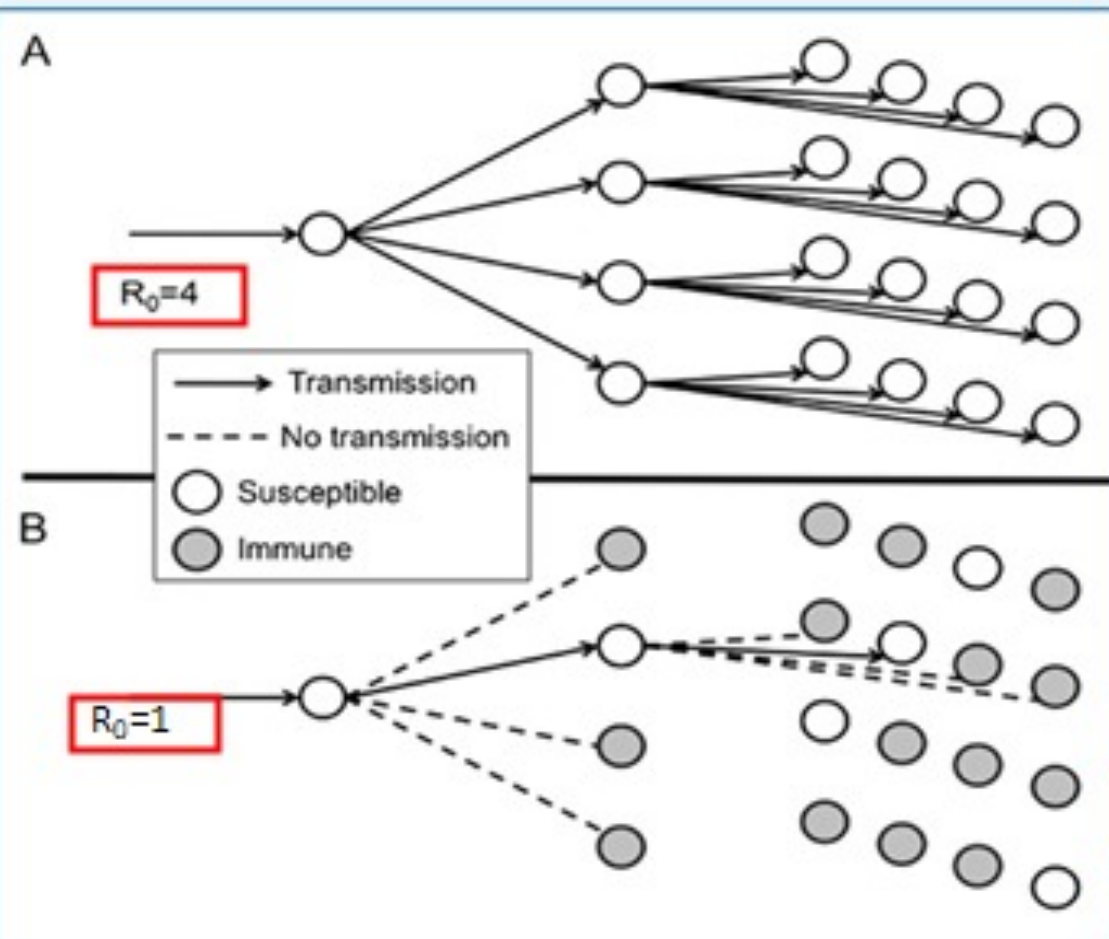 A
R₀=4
Transmission
No transmission
Susceptible
Immune
B
R₀=1